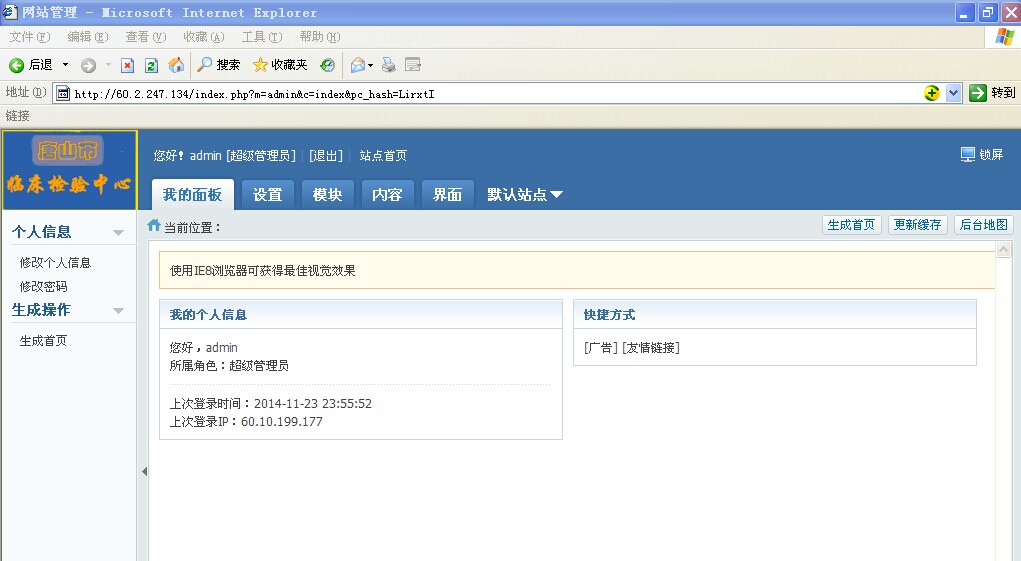 网站管理 - Microsoft Internet Explorer
文件(F) 编辑(E) 查看(V) 收藏(A) 工具(T) 帮助(H)
后退 搜索 收藏夹
地址(D) http://60.2.247.134/index.php?m=admin&c=index&pc_hash=LirxtI 转到
链接
唐山市
临床检验中心
您好！admin [超级管理员] | [退出] | 站点首页 锁屏
我的面板 设置 模块 内容 界面 默认站点
当前位置： 生成首页 更新缓存 后台地图
个人信息
修改个人信息
修改密码
生成操作
生成首页
使用IE8浏览器可获得最佳视觉效果
我的个人信息
您好，admin
所属角色：超级管理员
上次登录时间：2014-11-23 23:55:52
上次登录IP：60.10.199.177
快捷方式
[广告] [友情链接]